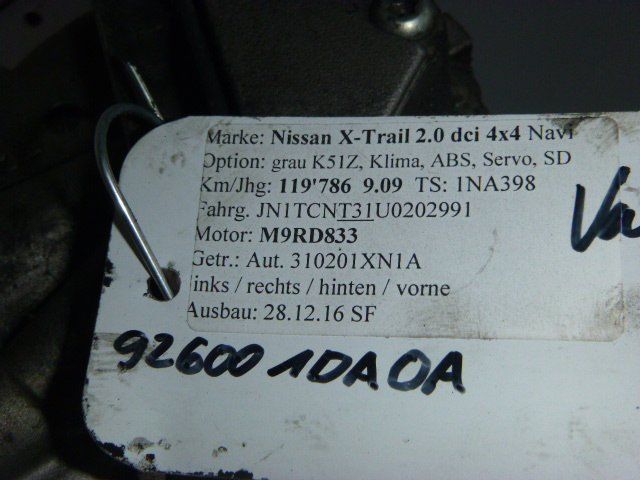 Marke: Nissan X-Trail 2.0 dci 4x4 Navi
Option: grau K51Z, Klima, ABS, Servo, SD
Km/Jhg: 119'786 9.09 TS: 1NA398
Fahrg. JN1TCNT31U0202991
Motor: M9RD833
Getr.: Aut. 310201XN1A
links / rechts / hinten / vorne
Ausbau: 28.12.16 SF
92600 1DA0A